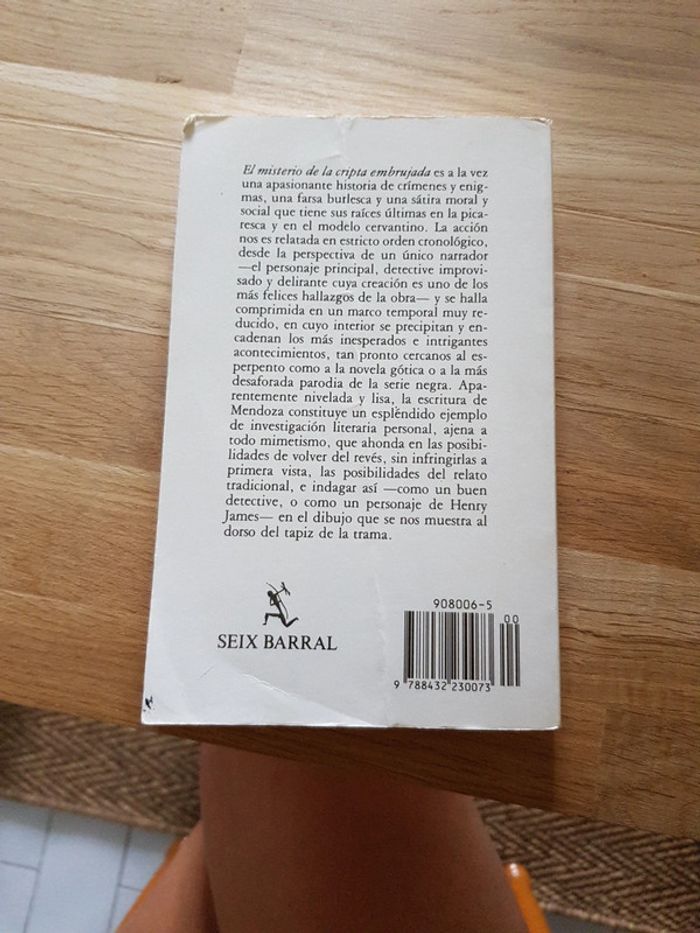 El misterio de la cripta embrujada es a la vez
una apasionante historia de crímenes y enig-
mas, una farsa burlesca y una sátira moral y
social que tiene sus raíces últimas en la pica-
resca y en el modelo cervantino. La acción
nos es relatada en estricto orden cronológico,
desde la perspectiva de un único narrador
—el personaje principal, detective improvi-
sado y delirante cuya creación es uno de los
más felices hallazgos de la obra— y se halla
comprimida en un marco temporal muy re-
ducido, en cuyo interior se precipitan y en-
cadenan los más inesperados e intrigantes
acontecimientos, tan pronto cercanos al es-
perpento como a la novela gótica o a la más
desaforada parodia de la serie negra. Apa-
rentemente nivelada y lisa, la escritura de
Mendoza constituye un espléndido ejemplo
de investigación literaria personal, ajena a
todo mimetismo, que ahonda en las posibi-
lidades de volver del revés, sin infringirlas a
primera vista, las posibilidades del relato
tradicional, e indagar así —como un buen
detective, o como un personaje de Henry
James— en el dibujo que se nos muestra al
dorso del tapiz de la trama.
SEIX BARRAL
908006-5
00
9 788432 230073